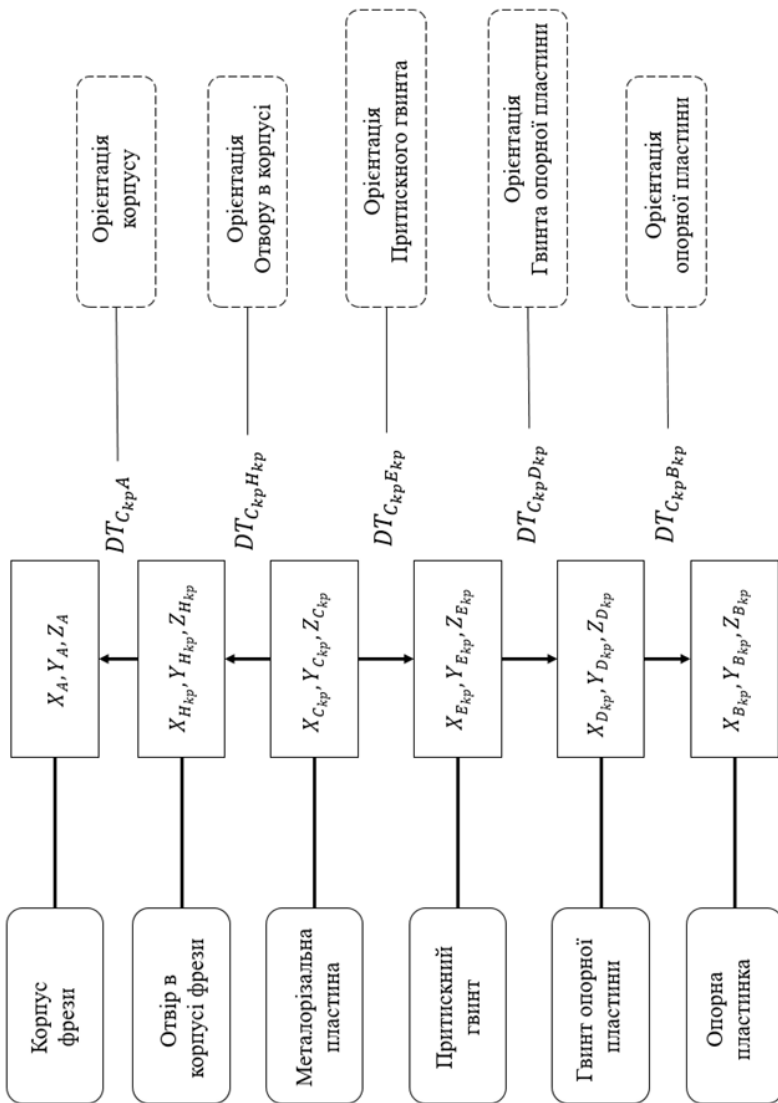 Корпус
фрези
$X_A, Y_A, Z_A$
$DT_{C_{kp}A}$
Орієнтація
корпусу
Отвір в
корпусі фрези
$X_{H_{kp}}, Y_{H_{kp}}, Z_{H_{kp}}$
$DT_{C_{kp}H_{kp}}$
Орієнтація
Отвору в корпусі
Металорізальна
пластина
$X_{C_{kp}}, Y_{C_{kp}}, Z_{C_{kp}}$
$DT_{C_{kp}E_{kp}}$
Орієнтація
Притискного гвинта
Притискний
гвинт
$X_{E_{kp}}, Y_{E_{kp}}, Z_{E_{kp}}$
$DT_{C_{kp}D_{kp}}$
Орієнтація
Гвинта опорної пластини
Гвинт опорної
пластини
$X_{D_{kp}}, Y_{D_{kp}}, Z_{D_{kp}}$
$DT_{C_{kp}B_{kp}}$
Орієнтація
опорної пластини
Опорна
пластинка
$X_{B_{kp}}, Y_{B_{kp}}, Z_{B_{kp}}$